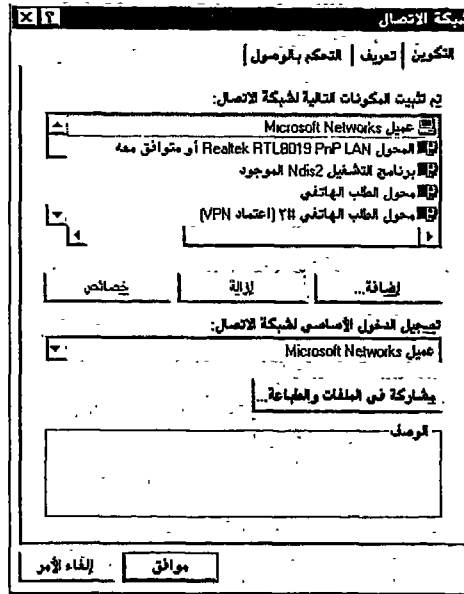 شبكة الاتصال
التكوين | تعريف | التحكم بالوصول |
تم تثبيت المكونات التالية لشبكة الاتصال:
عميل Microsoft Networks
المحول Realtek RTL8019 PnP LAN أو متوافق معه
برنامج التشغيل Ndis2 الموجود
محول الطلب الهاتفي
محول الطلب الهاتفي #٢ (اعتماد VPN)
إضافة... إزالة خصائص
تسجيل الدخول الأساسي لشبكة الاتصال:
عميل Microsoft Networks
مشاركة في الملفات والطباعة...
الوصف
موافق إلغاء الأمر